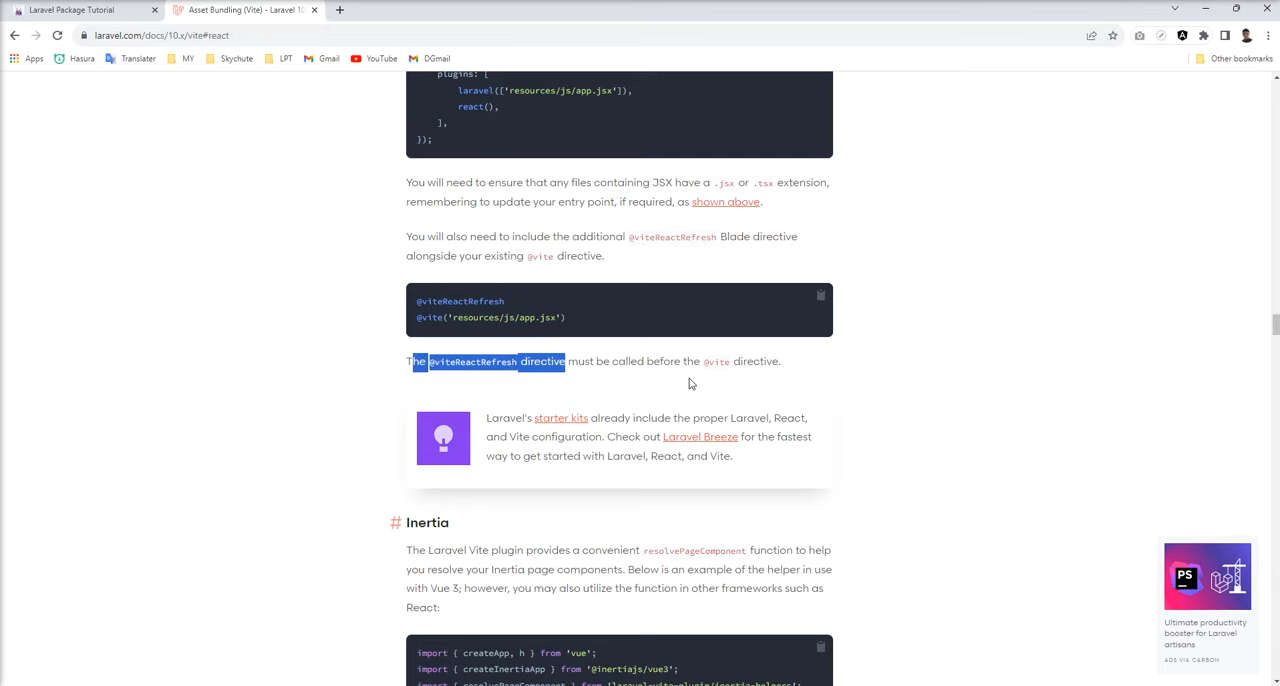 Laravel Package Tutorial
Asset Bundling (Vite) - Laravel 10
laravel.com/docs/10.x/vite#react
Apps
Hasura
Translater
MY
Skychute
LPT
Gmail
YouTube
DGmail
Other bookmarks
plugins: [
laravel(['resources/js/app.jsx']),
react(),
],
});
You will need to ensure that any files containing JSX have a .jsx or .tsx extension,
remembering to update your entry point, if required, as shown above.
You will also need to include the additional @viteReactRefresh Blade directive
alongside your existing @vite directive.
@viteReactRefresh
@vite('resources/js/app.jsx')
The @viteReactRefresh directive must be called before the @vite directive.
Laravel's starter kits already include the proper Laravel, React,
and Vite configuration. Check out Laravel Breeze for the fastest
way to get started with Laravel, React, and Vite.
# Inertia
The Laravel Vite plugin provides a convenient resolvePageComponent function to help
you resolve your Inertia page components. Below is an example of the helper in use
with Vue 3; however, you may also utilize the function in other frameworks such as
React:
import { createApp, h } from 'vue';
import { createInertiaApp } from '@inertiajs/vue3';
import { resolvePageComponent } from 'laravel-vite-plugin/inertia-helpers';
PS
Ultimate productivity
booster for Laravel
artisans
ADS VIA CARBON